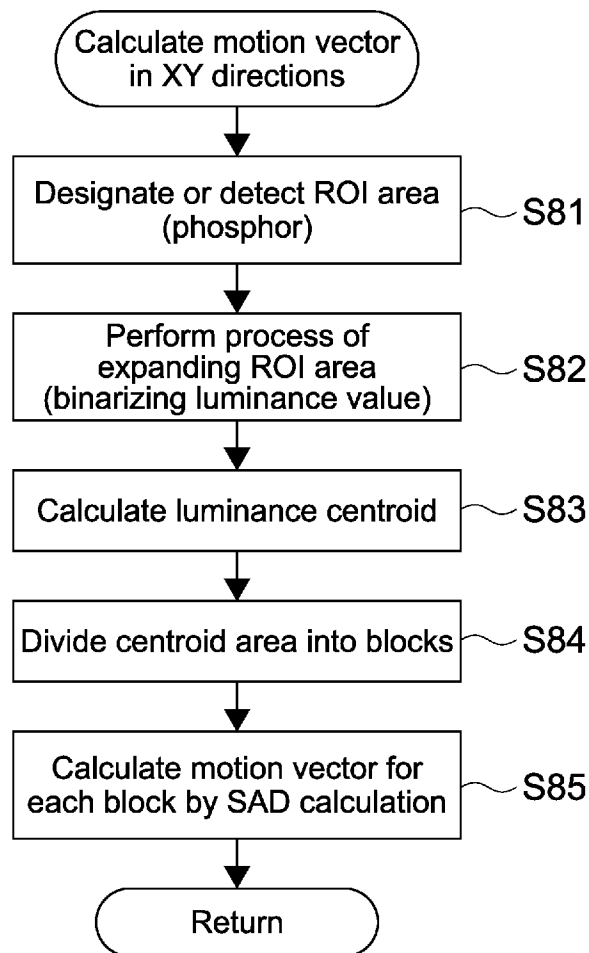 Calculate motion vector
in XY directions
Designate or detect ROI area
(phosphor)
S81
Perform process of
expanding ROI area
(binarizing luminance value)
S82
Calculate luminance centroid
S83
Divide centroid area into blocks
S84
Calculate motion vector for
each block by SAD calculation
S85
Return